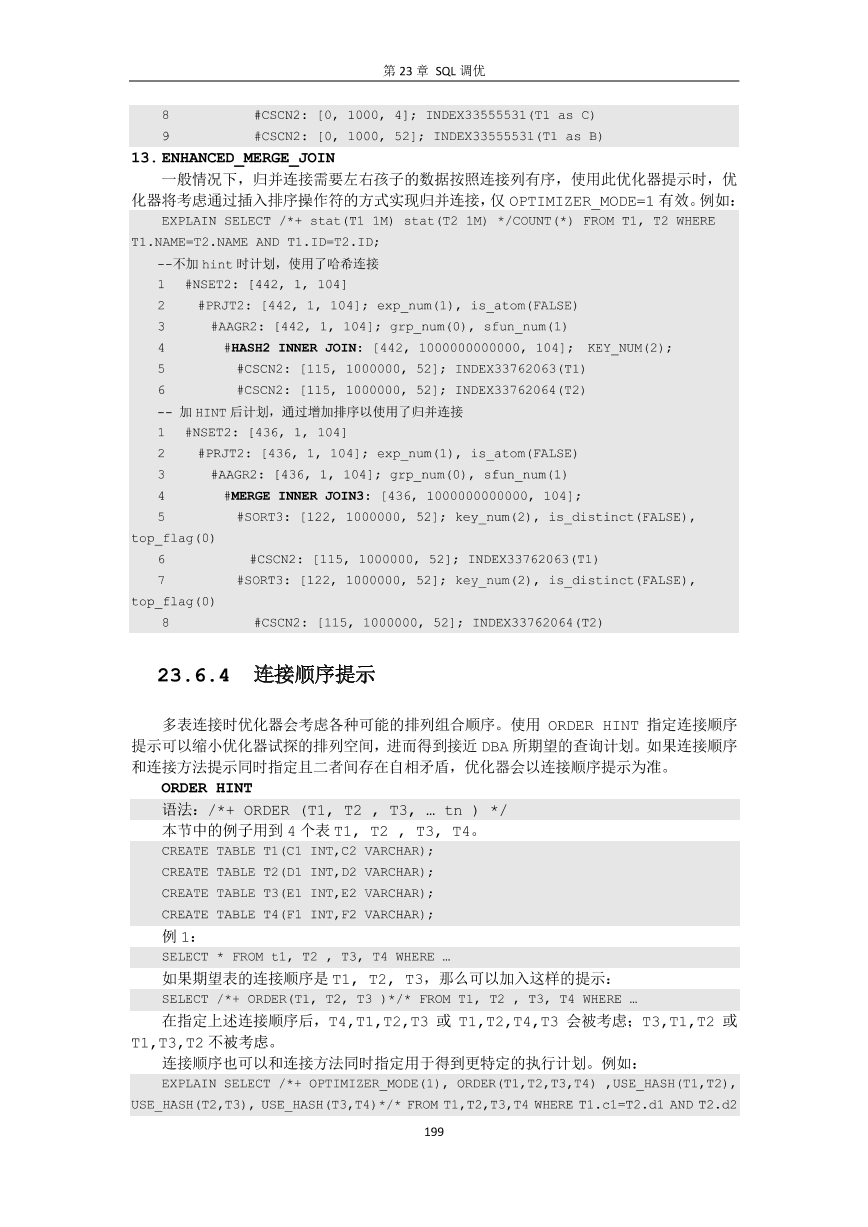 第 23 章 SQL 调优
8 #CSCN2: [0, 1000, 4]; INDEX33555531(T1 as C)
9 #CSCN2: [0, 1000, 52]; INDEX33555531(T1 as B)
13. ENHANCED_MERGE_JOIN
一般情况下，归并连接需要左右孩子的数据按照连接列有序，使用此优化器提示时，优
化器将考虑通过插入排序操作符的方式实现归并连接，仅 OPTIMIZER_MODE=1 有效。例如：
EXPLAIN SELECT /*+ stat(T1 1M) stat(T2 1M) */COUNT(*) FROM T1, T2 WHERE
T1.NAME=T2.NAME AND T1.ID=T2.ID;
--不加 hint 时计划，使用了哈希连接
1 #NSET2: [442, 1, 104]
2 #PRJT2: [442, 1, 104]; exp_num(1), is_atom(FALSE)
3 #AAGR2: [442, 1, 104]; grp_num(0), sfun_num(1)
4 #HASH2 INNER JOIN: [442, 1000000000000, 104]; KEY_NUM(2);
5 #CSCN2: [115, 1000000, 52]; INDEX33762063(T1)
6 #CSCN2: [115, 1000000, 52]; INDEX33762064(T2)
-- 加 HINT 后计划，通过增加排序以使用了归并连接
1 #NSET2: [436, 1, 104]
2 #PRJT2: [436, 1, 104]; exp_num(1), is_atom(FALSE)
3 #AAGR2: [436, 1, 104]; grp_num(0), sfun_num(1)
4 #MERGE INNER JOIN3: [436, 1000000000000, 104];
5 #SORT3: [122, 1000000, 52]; key_num(2), is_distinct(FALSE),
top_flag(0)
6 #CSCN2: [115, 1000000, 52]; INDEX33762063(T1)
7 #SORT3: [122, 1000000, 52]; key_num(2), is_distinct(FALSE),
top_flag(0)
8 #CSCN2: [115, 1000000, 52]; INDEX33762064(T2)
23.6.4 连接顺序提示
多表连接时优化器会考虑各种可能的排列组合顺序。使用 ORDER HINT 指定连接顺序
提示可以缩小优化器试探的排列空间，进而得到接近 DBA 所期望的查询计划。如果连接顺序
和连接方法提示同时指定且二者间存在自相矛盾，优化器会以连接顺序提示为准。
ORDER HINT
语法：/*+ ORDER (T1, T2 , T3, … tn ) */
本节中的例子用到 4 个表 T1, T2 , T3, T4。
CREATE TABLE T1(C1 INT,C2 VARCHAR);
CREATE TABLE T2(D1 INT,D2 VARCHAR);
CREATE TABLE T3(E1 INT,E2 VARCHAR);
CREATE TABLE T4(F1 INT,F2 VARCHAR);
例 1：
SELECT * FROM t1, T2 , T3, T4 WHERE …
如果期望表的连接顺序是 T1, T2, T3，那么可以加入这样的提示：
SELECT /*+ ORDER(T1, T2, T3 )*/* FROM T1, T2 , T3, T4 WHERE …
在指定上述连接顺序后，T4,T1,T2,T3 或 T1,T2,T4,T3 会被考虑；T3,T1,T2 或
T1,T3,T2 不被考虑。
连接顺序也可以和连接方法同时指定用于得到更特定的执行计划。例如：
EXPLAIN SELECT /*+ OPTIMIZER_MODE(1), ORDER(T1,T2,T3,T4) ,USE_HASH(T1,T2),
USE_HASH(T2,T3), USE_HASH(T3,T4)*/* FROM T1,T2,T3,T4 WHERE T1.c1=T2.d1 AND T2.d2
199